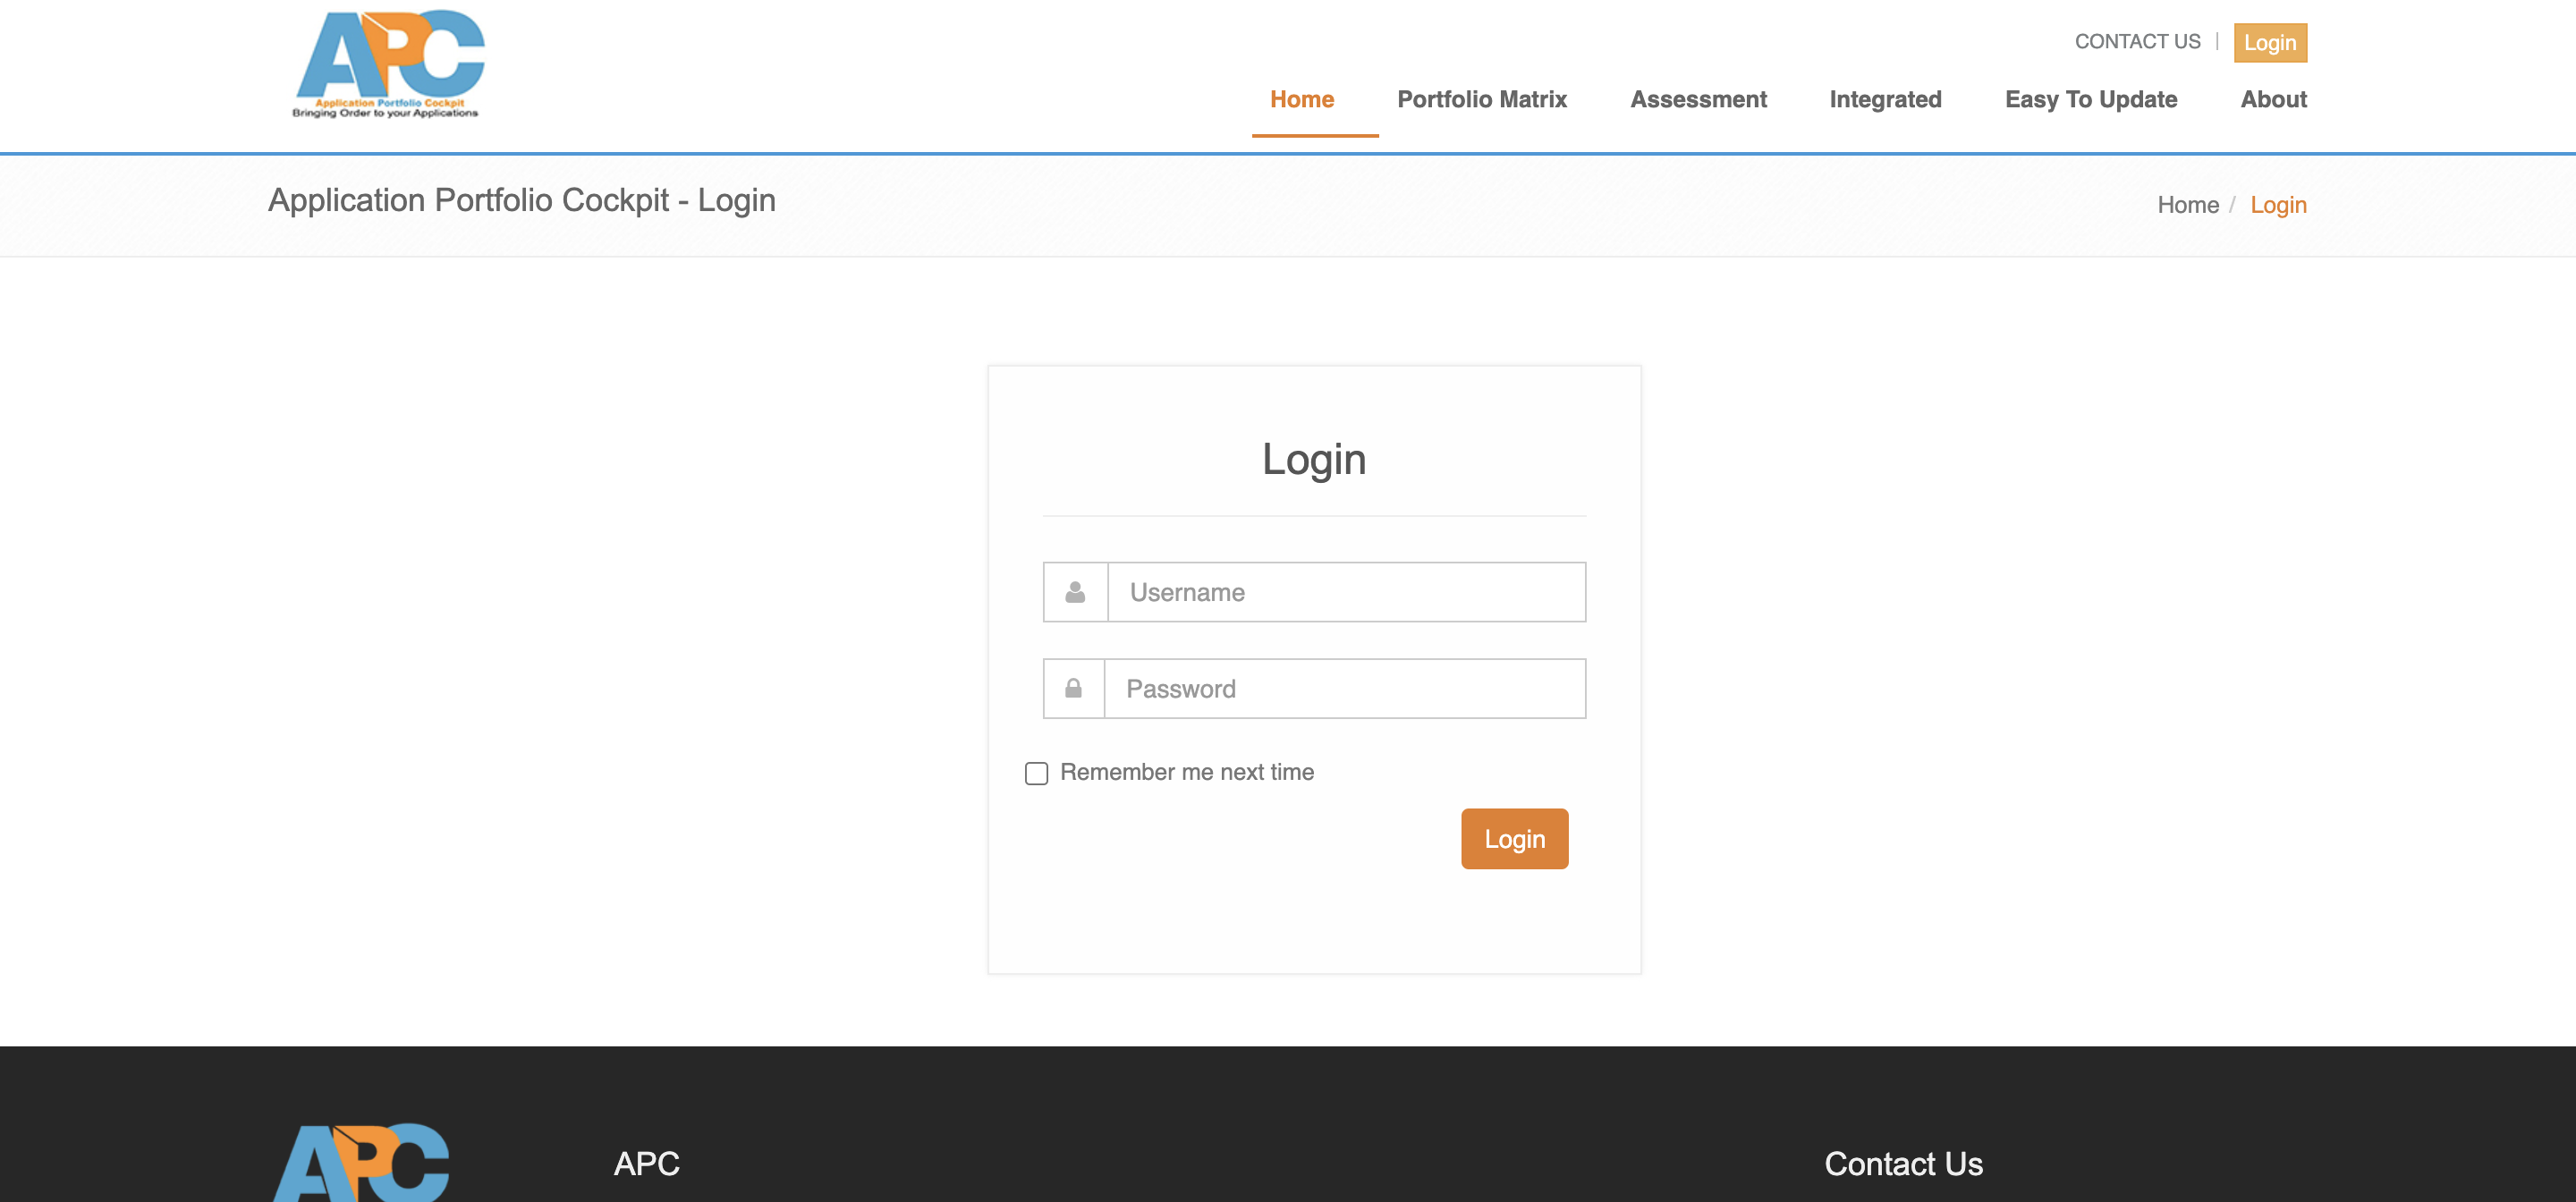 APC
Application Portfolio Cockpit
Bringing Order to your Applications
CONTACT US | Login
Home Portfolio Matrix Assessment Integrated Easy To Update About
Application Portfolio Cockpit - Login
Home / Login
Login
Username
Password
Remember me next time
Login
APC
APC
Contact Us